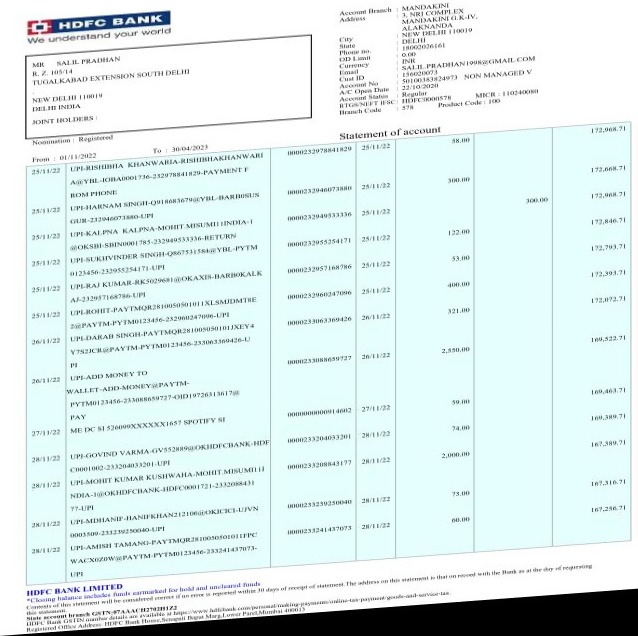 HDFC BANK
We understand your world
MR SALIL PRADHAN
R. Z. 105/14
TUGALKABAD EXTENSION SOUTH DELHI
.
NEW DELHI 110019
DELHI INDIA
JOINT HOLDERS :
Account Branch : MANDAKINI
Address : 3, NRI COMPLEX
MANDAKINI G.K-IV,
ALAKNANDA
City : NEW DELHI 110019
State : DELHI
Phone no. : 18002026161
OD Limit : 0.00
Currency : INR
Email : SALIL.PRADHAN1998@GMAIL.COM
Cust ID : 156020073
Account No : 50100383824973 NON MANAGED V
A/C Open Date : 22/10/2020
Account Status : Regular
RTGS/NEFT IFSC: HDFC0000578 MICR : 110240080
Branch Code : 578 Product Code : 100
Nomination : Registered
From : 01/11/2022 To : 30/04/2023 Statement of account
25/11/22 UPI-RISHIBHA KHANWARIA-RISHIBHAKHANWARI 0000232978841829 25/11/22 58.00 172,968.71
A@YBL-IOBA0001736-232978841829-PAYMENT F
ROM PHONE
25/11/22 UPI-HARNAM SINGH-Q918683679@YBL-BARB0SUS 0000232946073880 25/11/22 300.00 172,668.71
GUR-232946073880-UPI
25/11/22 UPI-KALPNA KALPNA-MOHIT.MISUMI11INDIA-1 0000232949533336 25/11/22 300.00 172,968.71
@OKSBI-SBIN0001785-232949533336-RETURN
25/11/22 UPI-SUKHVINDER SINGH-Q867531584@YBL-PYTM 0000232955254171 25/11/22 122.00 172,846.71
0123456-232955254171-UPI
25/11/22 UPI-RAJ KUMAR-RK5029681@OKAXIS-BARB0KALK 0000232957168786 25/11/22 53.00 172,793.71
AJ-232957168786-UPI
25/11/22 UPI-ROHIT-PAYTMQR2810050501011XLSMJDMT8E 0000232960247096 25/11/22 400.00 172,393.71
2@PAYTM-PYTM0123456-232960247096-UPI
26/11/22 UPI-DARAB SINGH-PAYTMQR281005050101JXEY4 0000233063369426 26/11/22 321.00 172,072.71
Y7S2JCR@PAYTM-PYTM0123456-233063369426-U
PI
26/11/22 UPI-ADD MONEY TO 0000233088659727 26/11/22 2,550.00 169,522.71
WALLET-ADD-MONEY@PAYTM-
PYTM0123456-233088659727-OID19726313617@
PAY
27/11/22 ME DC SI 526099XXXXXX1657 SPOTIFY SI 0000000000914602 27/11/22 59.00 169,463.71
28/11/22 UPI-GOVIND VARMA-GV552889@OKHDFCBANK-HDF 0000233204033201 28/11/22 74.00 169,389.71
C0001002-233204033201-UPI
28/11/22 UPI-MOHIT KUMAR KUSHWAHA-MOHIT.MISUMI11I 0000233208843177 28/11/22 2,000.00 167,389.71
NDIA-1@OKHDFCBANK-HDFC0001721-2332088431
77-UPI
28/11/22 UPI-MDHANIF-HANIFKHAN212106@OKICICI-UJVN 0000233259250040 28/11/22 73.00 167,316.71
0003509-233259250040-UPI
28/11/22 UPI-AMISH TAMANG-PAYTMQR2810050501011FPC 0000233241437073 28/11/22 60.00 167,256.71
WACX0Z0W@PAYTM-PYTM0123456-233241437073-
UPI
HDFC BANK LIMITED
*Closing balance includes funds earmarked for hold and uncleared funds
Contents of this statement will be considered correct if no error is reported within 30 days of receipt of statement. The address on this statement is that on record with the Bank as at the day of requesting
this statement.
State account branch GSTN:07AAACH2702H1Z2
HDFC Bank GSTIN number details are available at https://www.hdfcbank.com/personal/making-payments/online-tax-payment/goods-and-service-tax.
Registered Office Address: HDFC Bank House,Senapati Bapat Marg,Lower Parel,Mumbai 400013